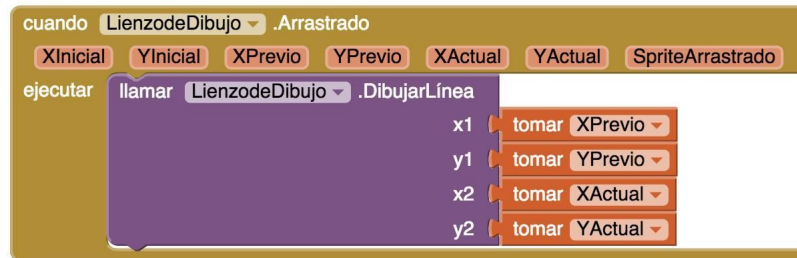 cuando LienzodeDibujo .Arrastrado
XInicial YInicial XPrevio YPrevio XActual YActual SpriteArrastrado
ejecutar llamar LienzodeDibujo .DibujarLínea
x1 tomar XPrevio
y1 tomar YPrevio
x2 tomar XActual
y2 tomar YActual